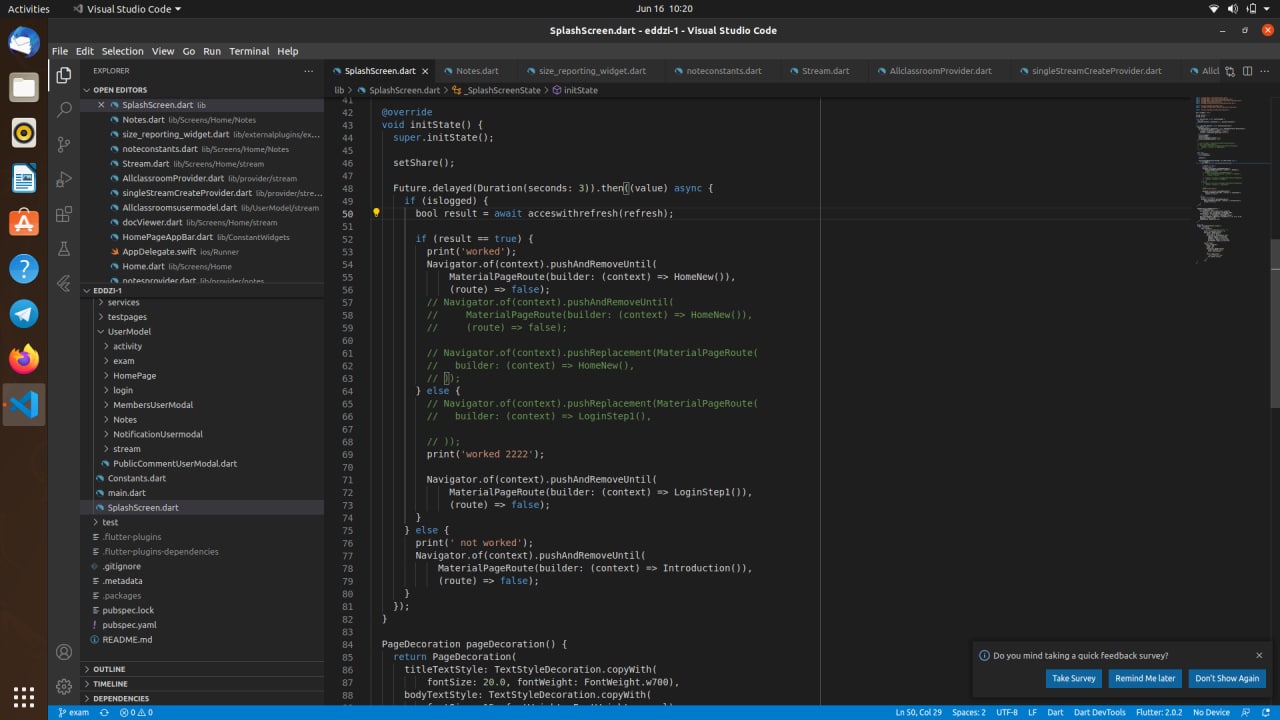 Activities
Visual Studio Code
Jun 16 10:20
SplashScreen.dart - eddzi-1 - Visual Studio Code
File Edit Selection View Go Run Terminal Help
EXPLORER
OPEN EDITORS
SplashScreen.dart lib
Notes.dart lib/Screens/Home/Notes
size_reporting_widget.dart lib/externalplugins/ex...
noteconstants.dart lib/Screens/Home/Notes
Stream.dart lib/Screens/Home/stream
AllclassroomProvider.dart lib/provider/stre...
singleStreamCreateProvider.dart lib/provi...
Allclassroomsusermodel.dart lib/UserModel/stream
docViewer.dart lib/Screens/Home/stream
HomePageAppBar.dart lib/ConstantWidgets
AppDelegate.swift ios/Runner
Home.dart lib/Screens/Home
notesprovider.dart lib/provider/notes
EDDZI-1
services
testpages
UserModel
activity
exam
HomePage
login
MembersUserModal
Notes
NotificationUsermodal
stream
PublicCommentUserModal.dart
Constants.dart
main.dart
SplashScreen.dart
test
.flutter-plugins
.flutter-plugins-dependencies
.gitignore
.metadata
.packages
pubspec.lock
pubspec.yaml
README.md
OUTLINE
TIMELINE
DEPENDENCIES
SplashScreen.dart Notes.dart size_reporting_widget.dart noteconstants.dart Stream.dart AllclassroomProvider.dart singleStreamCreateProvider.dart Allcl
lib > SplashScreen.dart > _SplashScreenState > initState
41
42 @override
43 void initState() {
44 super.initState();
45
46 setShare();
47
48 Future.delayed(Duration(seconds: 3)).then((value) async {
49 if (islogged) {
50 bool result = await acceswithrefresh(refresh);
51
52 if (result == true) {
53 print('worked');
54 Navigator.of(context).pushAndRemoveUntil(
55 MaterialPageRoute(builder: (context) => HomeNew()),
56 (route) => false);
57 // Navigator.of(context).pushAndRemoveUntil(
58 // MaterialPageRoute(builder: (context) => HomeNew()),
59 // (route) => false);
60
61 // Navigator.of(context).pushReplacement(MaterialPageRoute(
62 // builder: (context) => HomeNew(),
63 // ));
64 } else {
65 // Navigator.of(context).pushReplacement(MaterialPageRoute(
66 // builder: (context) => LoginStep1(),
67
68 // ));
69 print('worked 2222');
70
71 Navigator.of(context).pushAndRemoveUntil(
72 MaterialPageRoute(builder: (context) => LoginStep1()),
73 (route) => false);
74 }
75 } else {
76 print(' not worked');
77 Navigator.of(context).pushAndRemoveUntil(
78 MaterialPageRoute(builder: (context) => Introduction()),
79 (route) => false);
80 }
81 });
82 }
83
84 PageDecoration pageDecoration() {
85 return PageDecoration(
86 titleTextStyle: TextStyleDecoration.copyWith(
87 fontSize: 20.0, fontWeight: FontWeight.w700),
88 bodyTextStyle: TextStyleDecoration.copyWith(
Do you mind taking a quick feedback survey?
Take Survey Remind Me later Don't Show Again
exam 0 0
Ln 50, Col 29 Spaces: 2 UTF-8 LF Dart Dart DevTools Flutter: 2.0.2 No Device